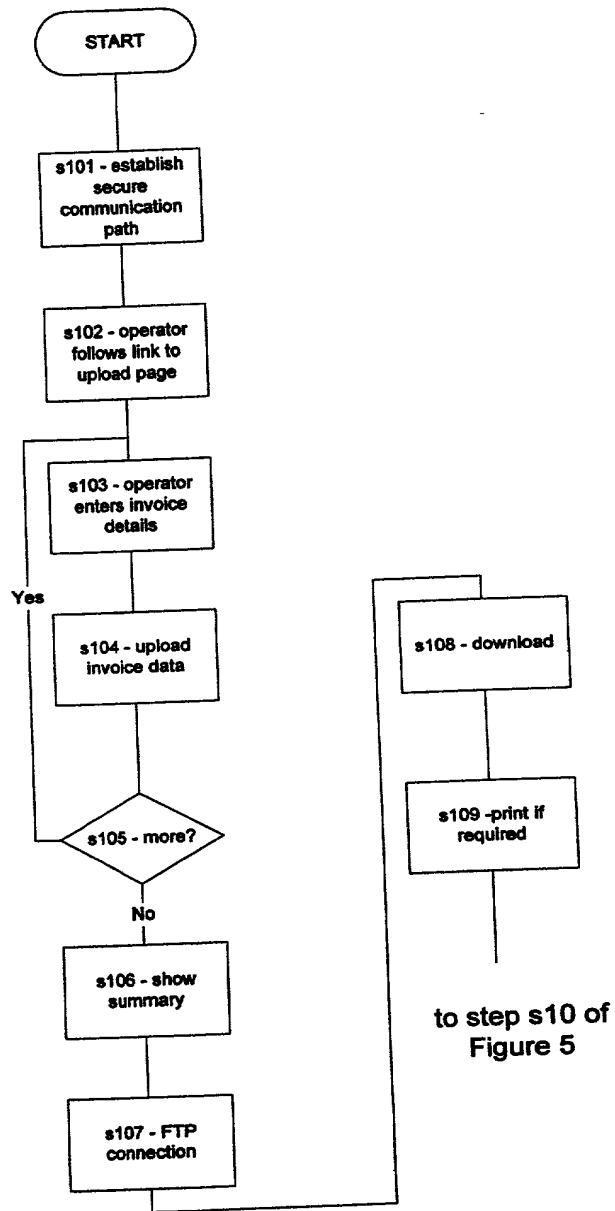 START
s101 - establish
secure
communication
path
s102 - operator
follows link to
upload page
s103 - operator
enters invoice
details
Yes
s104 - upload
invoice data
s105 - more?
No
s106 - show
summary
s107 - FTP
connection
s108 - download
s109 -print if
required
to step s10 of
Figure 5